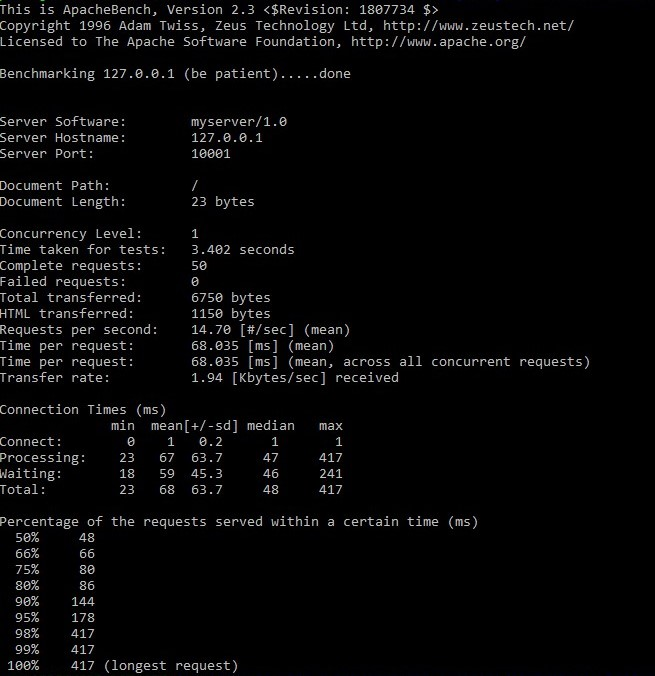 This is ApacheBench, Version 2.3 <$Revision: 1807734 $>
Copyright 1996 Adam Twiss, Zeus Technology Ltd, http://www.zeustech.net/
Licensed to The Apache Software Foundation, http://www.apache.org/

Benchmarking 127.0.0.1 (be patient).....done


Server Software:        myserver/1.0
Server Hostname:        127.0.0.1
Server Port:            10001

Document Path:          /
Document Length:        23 bytes

Concurrency Level:      1
Time taken for tests:   3.402 seconds
Complete requests:      50
Failed requests:        0
Total transferred:      6750 bytes
HTML transferred:       1150 bytes
Requests per second:    14.70 [#/sec] (mean)
Time per request:       68.035 [ms] (mean)
Time per request:       68.035 [ms] (mean, across all concurrent requests)
Transfer rate:          1.94 [Kbytes/sec] received

Connection Times (ms)
              min  mean[+/-sd] median   max
Connect:        0    1   0.2      1       1
Processing:    23   67  63.7     47     417
Waiting:       18   59  45.3     46     241
Total:         23   68  63.7     48     417

Percentage of the requests served within a certain time (ms)
  50%     48
  66%     66
  75%     80
  80%     86
  90%    144
  95%    178
  98%    417
  99%    417
 100%    417 (longest request)